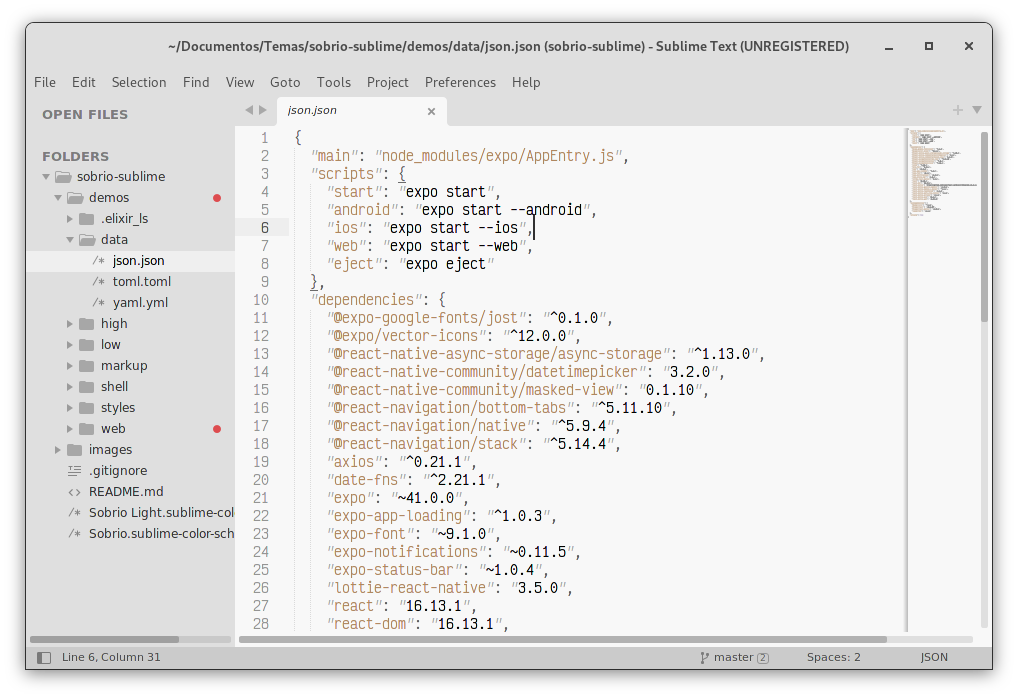 ~/Documentos/Temas/sobrio-sublime/demos/data/json.json (sobrio-sublime) - Sublime Text (UNREGISTERED)
File Edit Selection Find View Goto Tools Project Preferences Help
OPEN FILES
FOLDERS
sobrio-sublime
demos
.elixir_ls
data
/* json.json
/* toml.toml
/* yaml.yml
high
low
markup
shell
styles
web
images
.gitignore
<> README.md
/* Sobrio Light.sublime-col
/* Sobrio.sublime-color-sch
json.json
1 {
2 "main": "node_modules/expo/AppEntry.js",
3 "scripts": {
4 "start": "expo start",
5 "android": "expo start --android",
6 "ios": "expo start --ios",
7 "web": "expo start --web",
8 "eject": "expo eject"
9 },
10 "dependencies": {
11 "@expo-google-fonts/jost": "^0.1.0",
12 "@expo/vector-icons": "^12.0.0",
13 "@react-native-async-storage/async-storage": "^1.13.0",
14 "@react-native-community/datetimepicker": "3.2.0",
15 "@react-native-community/masked-view": "0.1.10",
16 "@react-navigation/bottom-tabs": "^5.11.10",
17 "@react-navigation/native": "^5.9.4",
18 "@react-navigation/stack": "^5.14.4",
19 "axios": "^0.21.1",
20 "date-fns": "^2.21.1",
21 "expo": "~41.0.0",
22 "expo-app-loading": "^1.0.3",
23 "expo-font": "~9.1.0",
24 "expo-notifications": "~0.11.5",
25 "expo-status-bar": "~1.0.4",
26 "lottie-react-native": "3.5.0",
27 "react": "16.13.1",
28 "react-dom": "16.13.1",
Line 6, Column 31
master 2
Spaces: 2
JSON